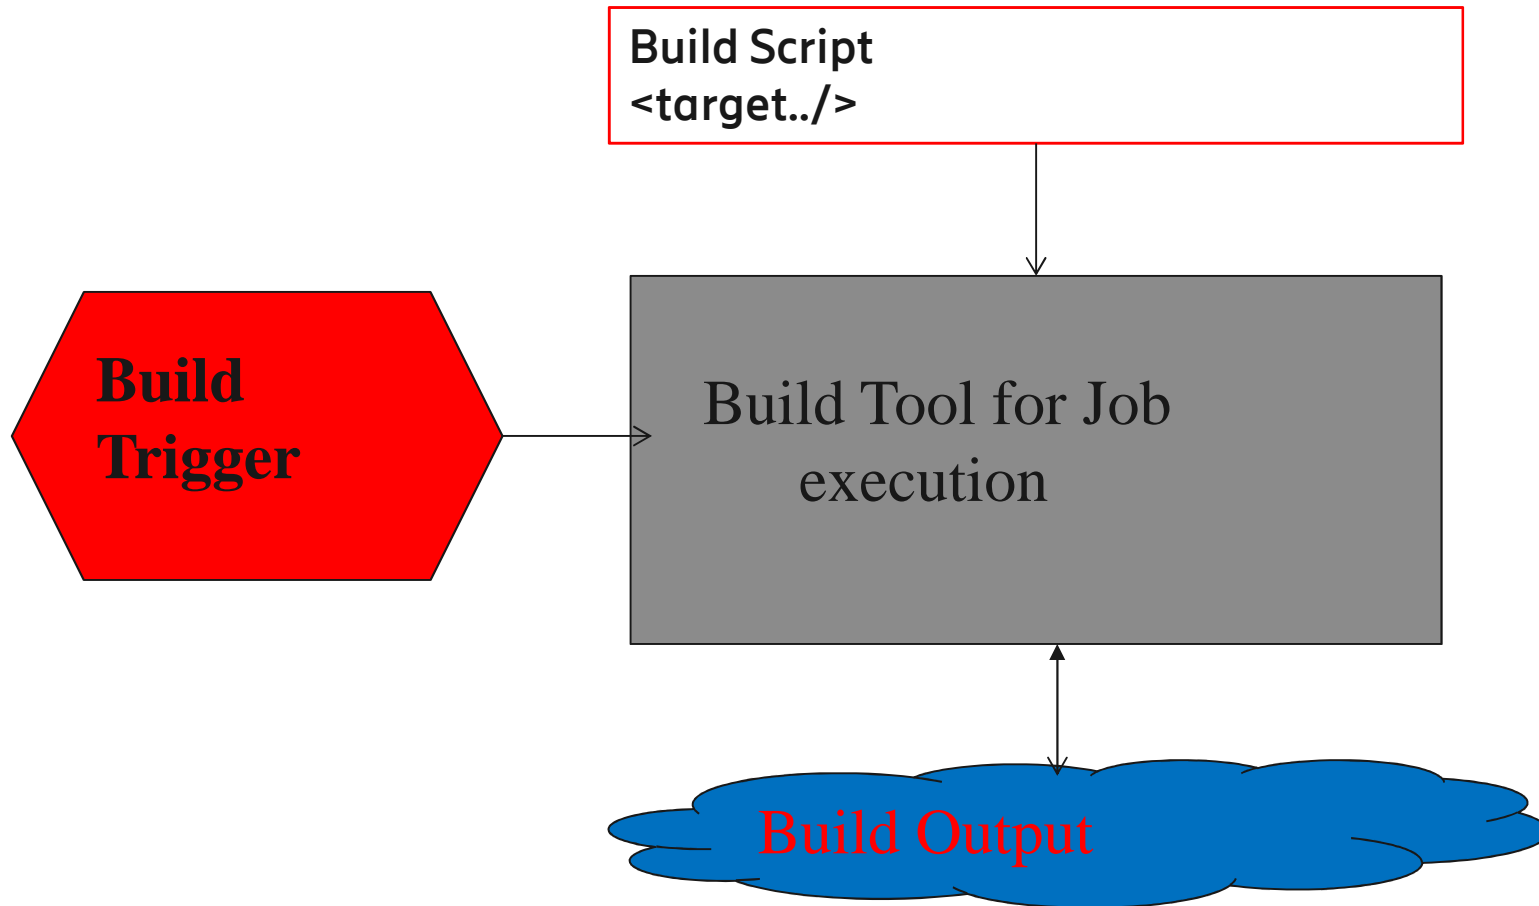 Build Script
<target../>
Build
Trigger
Build Tool for Job
execution
Build Output